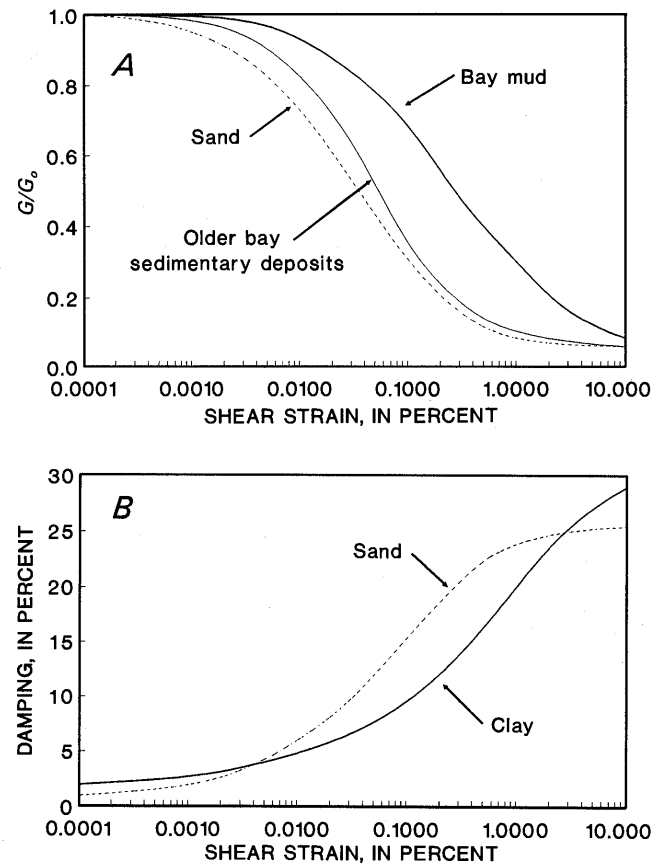 1.0
A
Bay mud
0.8
Sand
0.6
G/Go
0.4
Older bay
sedimentary deposits
0.2
0.0
0.0001 0.0010 0.0100 0.1000 1.0000 10.000
SHEAR STRAIN, IN PERCENT
30
B
25
Sand
20
DAMPING, IN PERCENT
15
10
Clay
5
0
0.0001 0.0010 0.0100 0.1000 1.0000 10.000
SHEAR STRAIN, IN PERCENT